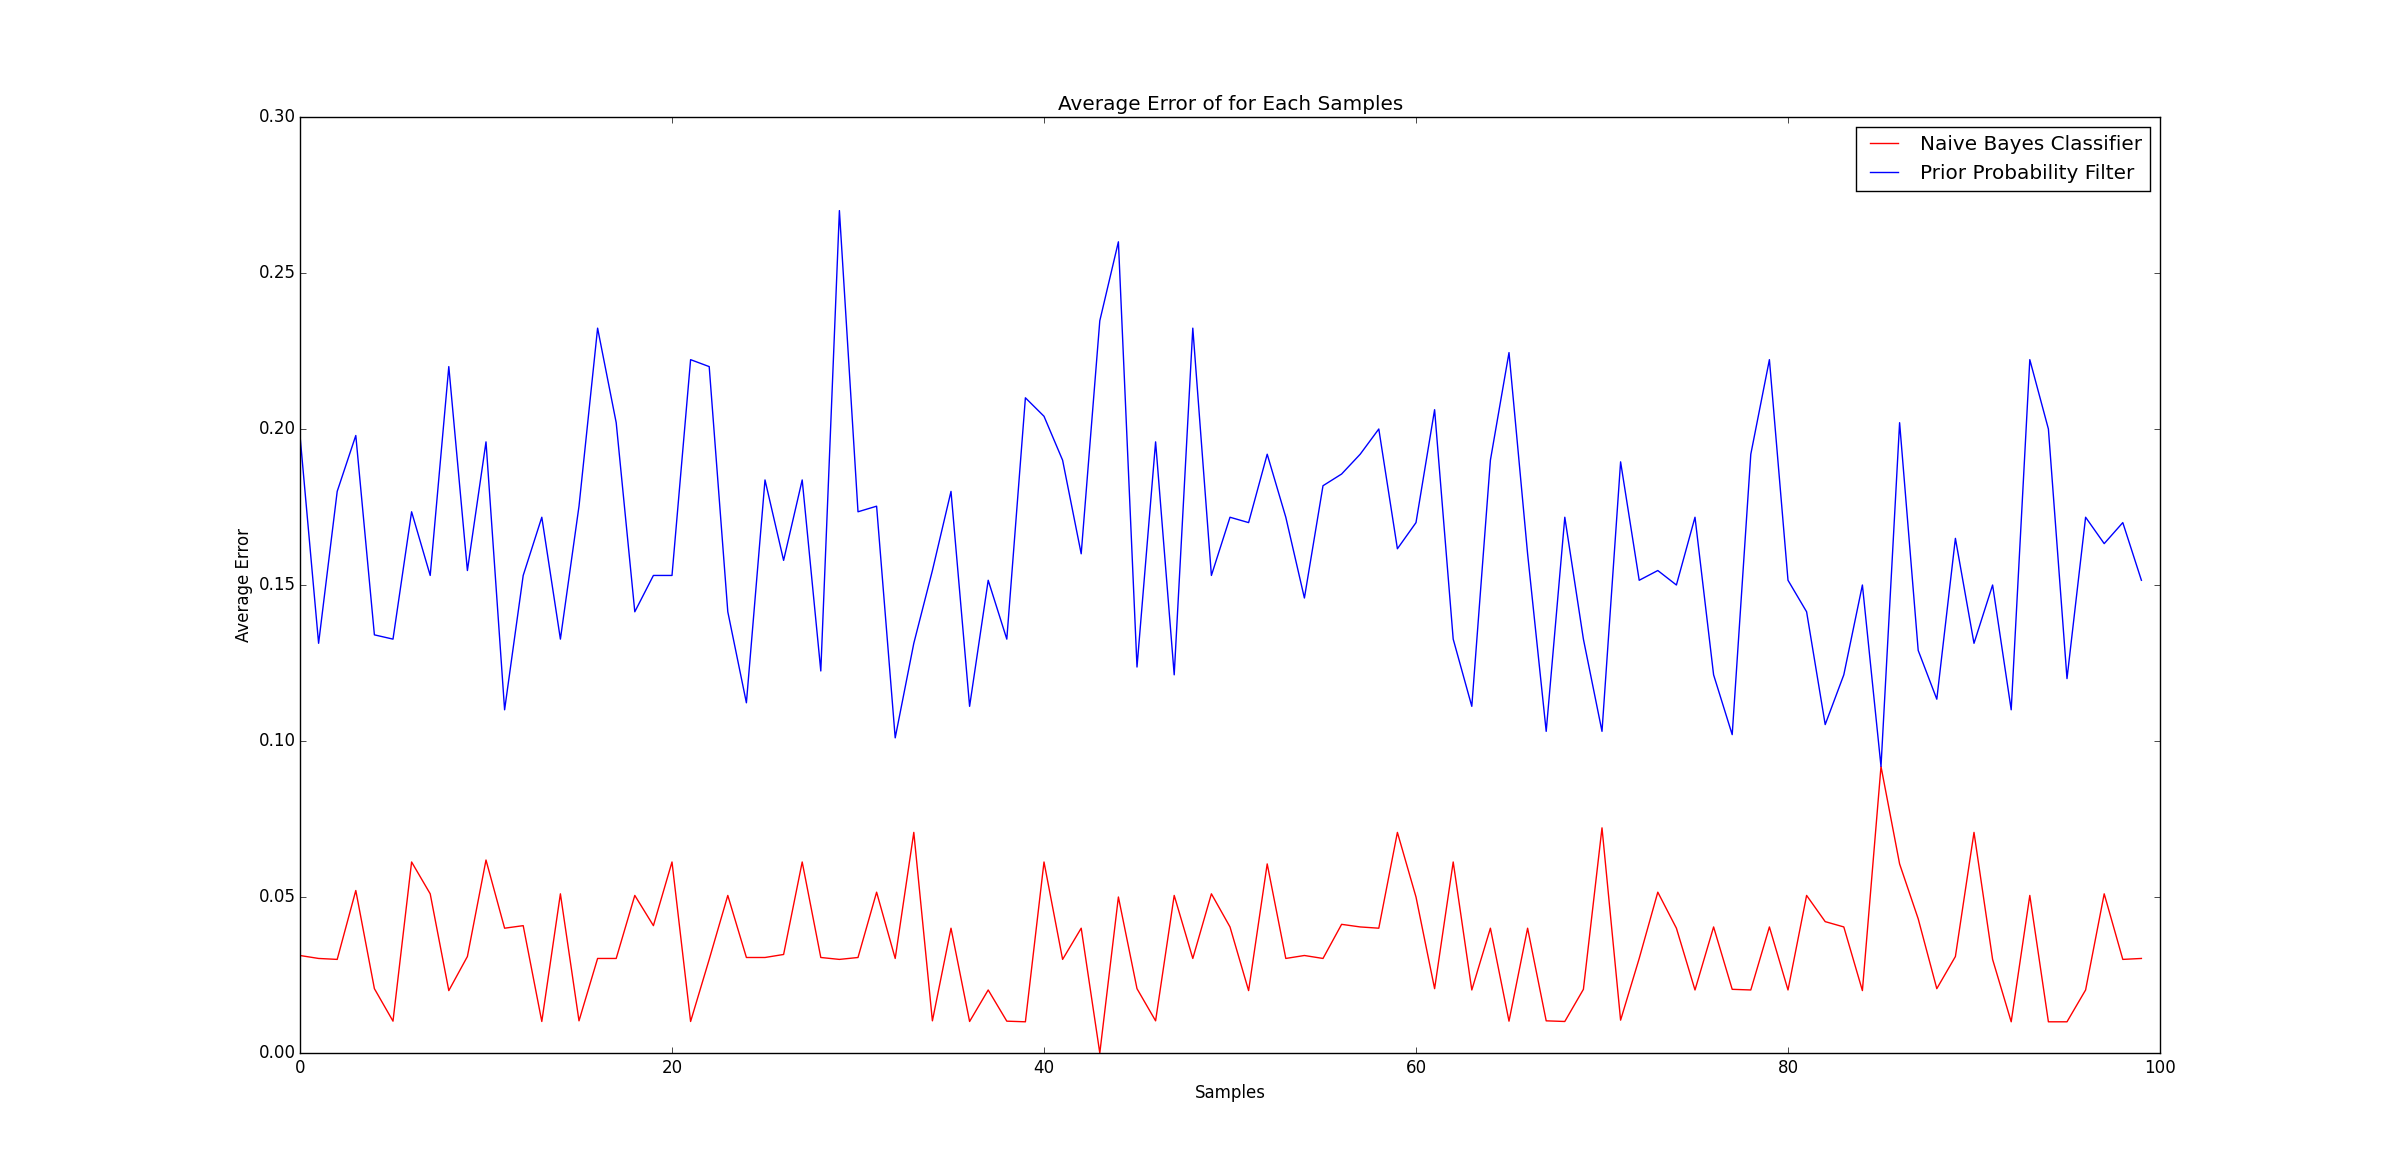 Average Error of for Each Samples
Naive Bayes Classifier
Prior Probability Filter
0.30
0.25
0.20
0.15
0.10
0.05
0.00
Average Error
0 20 40 60 80 100
Samples